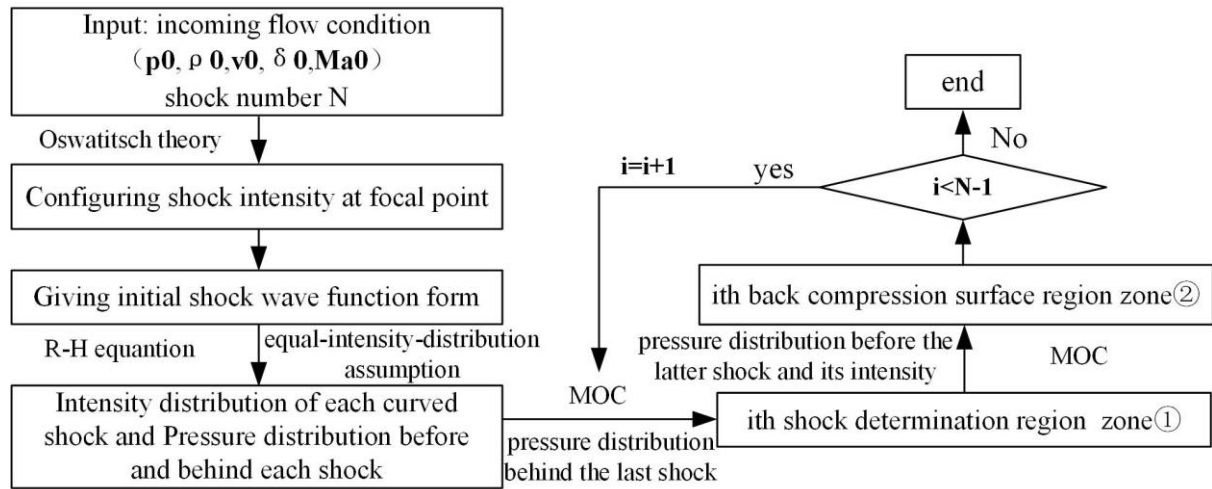 Input: incoming flow condition
(p0, ρ0,v0, δ0,Ma0)
shock number N
Oswatitsch theory
Configuring shock intensity at focal point
Giving initial shock wave function form
R-H equantion
equal-intensity-distribution
assumption
Intensity distribution of each curved
shock and Pressure distribution before
and behind each shock
MOC
pressure distribution
behind the last shock
ith shock determination region zone①
pressure distribution before the
latter shock and its intensity
MOC
ith back compression surface region zone②
i<N-1
yes
i=i+1
No
end